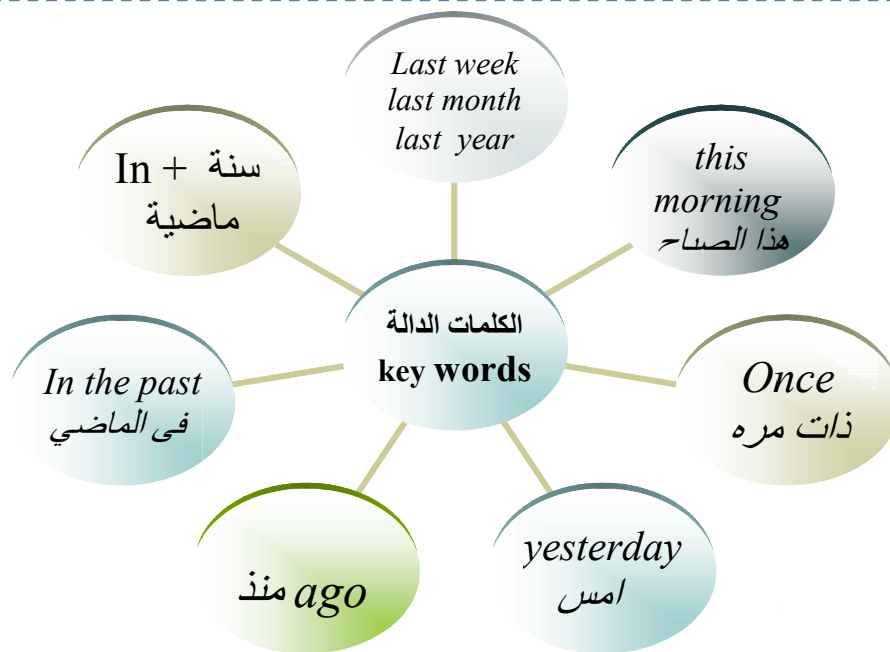 Last week
last month
last year
this
morning
هذا الصباح
In + سنة
ماضية
الكلمات الدالة
key words
In the past
فى الماضي
Once
ذات مره
منذ ago
yesterday
امس